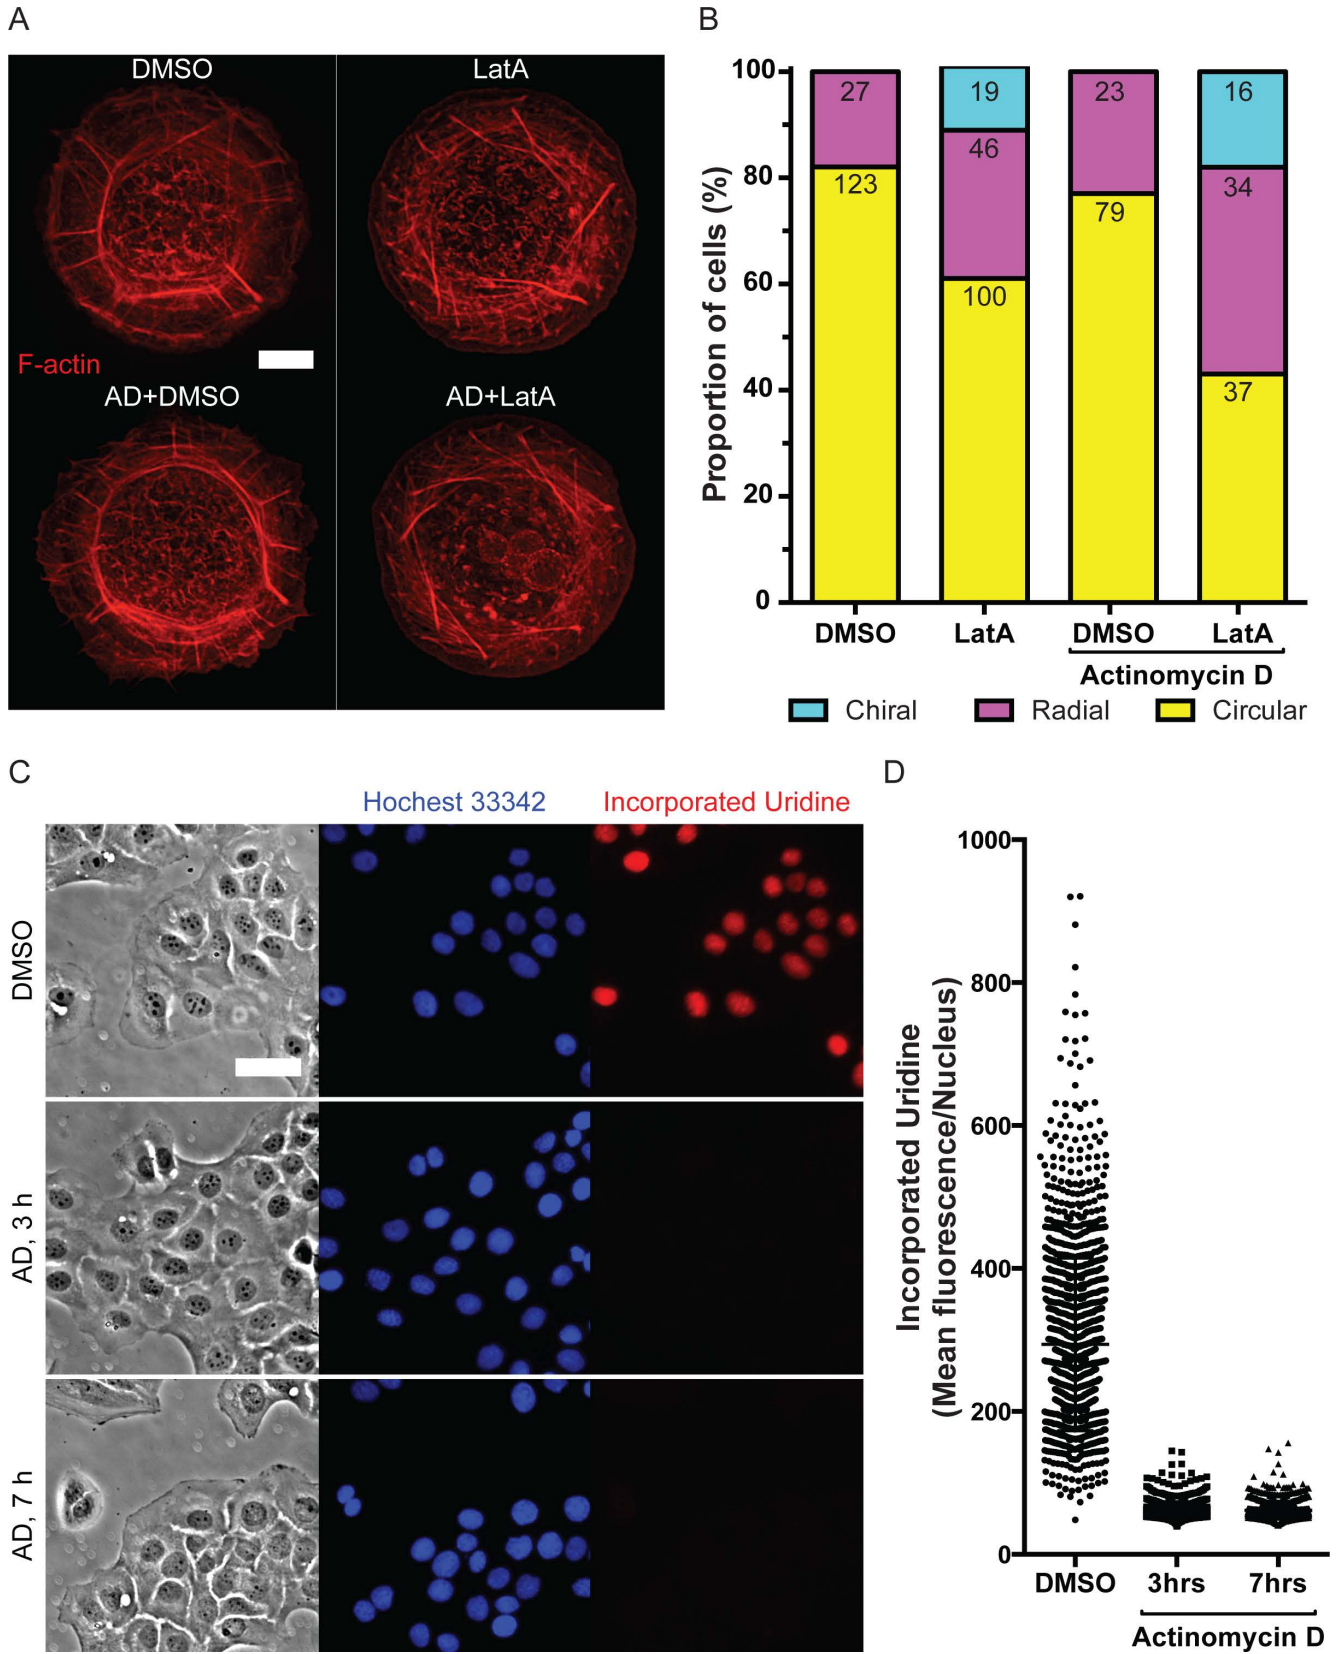 A
DMSO
LatA
F-actin
AD+DMSO
AD+LatA
B
Proportion of cells (%)
100
80
60
40
20
0
27
123
19
46
100
23
79
16
34
37
DMSO
LatA
DMSO
LatA
Actinomycin D
Chiral
Radial
Circular
C
Hochest 33342
Incorporated Uridine
DMSO
AD, 3 h
AD, 7 h
D
Incorporated Uridine
(Mean fluorescence/Nucleus)
1000
800
600
400
200
0
DMSO
3hrs
7hrs
Actinomycin D